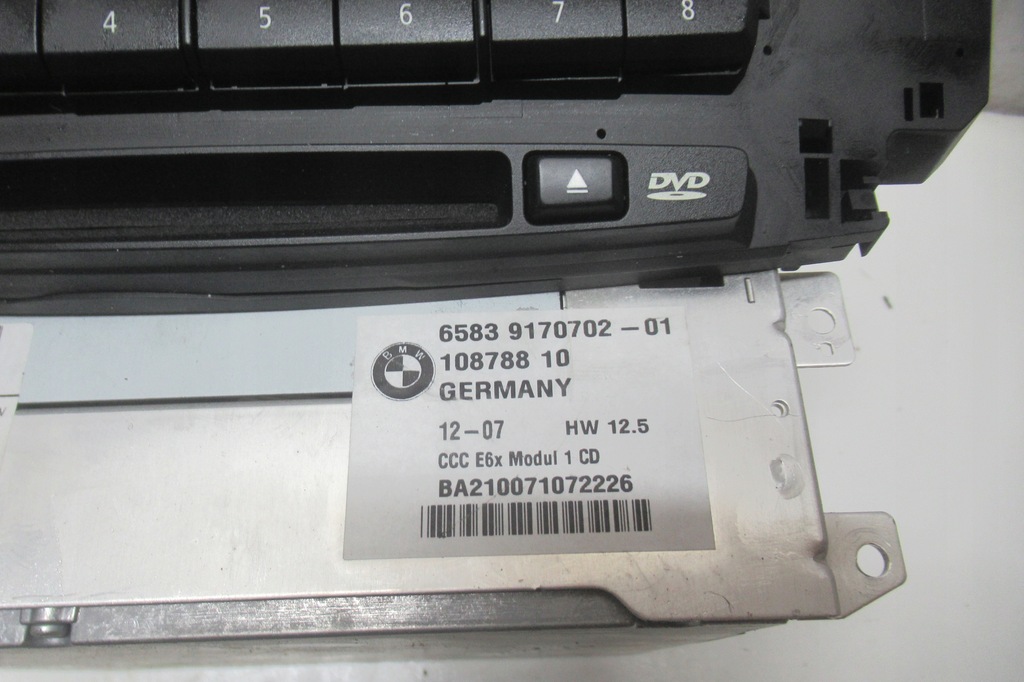 4 5 6 7 8
DVD
6583 9170702-01
BMW
108788 10
GERMANY
12-07 HW 12.5
CCC E6x Modul 1 CD
BA210071072226